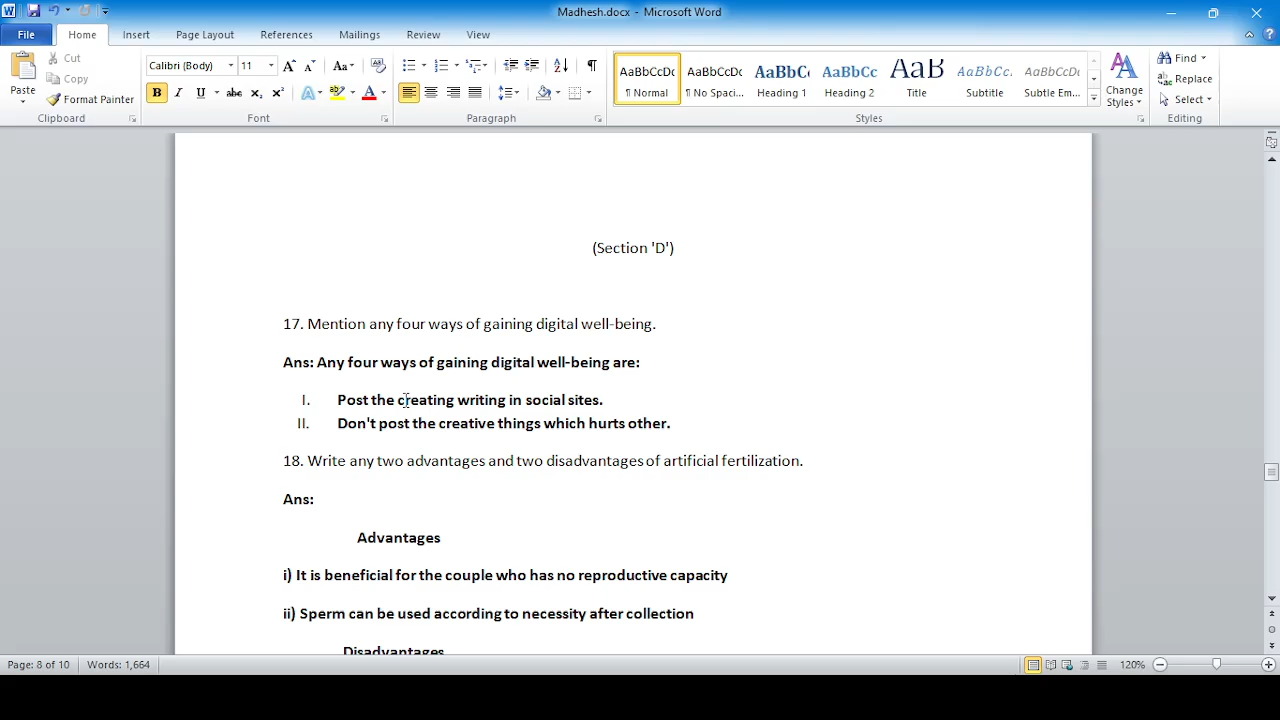 Madhesh.docx - Microsoft Word
File Home Insert Page Layout References Mailings Review View
Cut
Copy
Format Painter
Paste
Calibri (Body) 11
Aa
B I U abc x₂ x² A A
AaBbCcDc AaBbCcDc AaBbCc AaBbCc AaB AaBbCc. AaBbCcDc
¶ Normal ¶ No Spaci... Heading 1 Heading 2 Title Subtitle Subtle Em...
Change
Styles
Find
Replace
Select
Clipboard Font Paragraph Styles Editing
(Section 'D')
17. Mention any four ways of gaining digital well-being.
Ans: Any four ways of gaining digital well-being are:
I. Post the creating writing in social sites.
II. Don't post the creative things which hurts other.
18. Write any two advantages and two disadvantages of artificial fertilization.
Ans:
Advantages
i) It is beneficial for the couple who has no reproductive capacity
ii) Sperm can be used according to necessity after collection
Disadvantages
Page: 8 of 10 Words: 1,664 120%